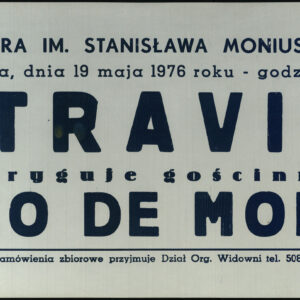 RA IM. STANISŁAWA MONIUS
a, dnia 19 maja 1976 roku - godz
TRAVI
ryguje gościnn
O DE MO
amówienia zbiorowe przyjmuje Dział Org. Widowni tel. 508